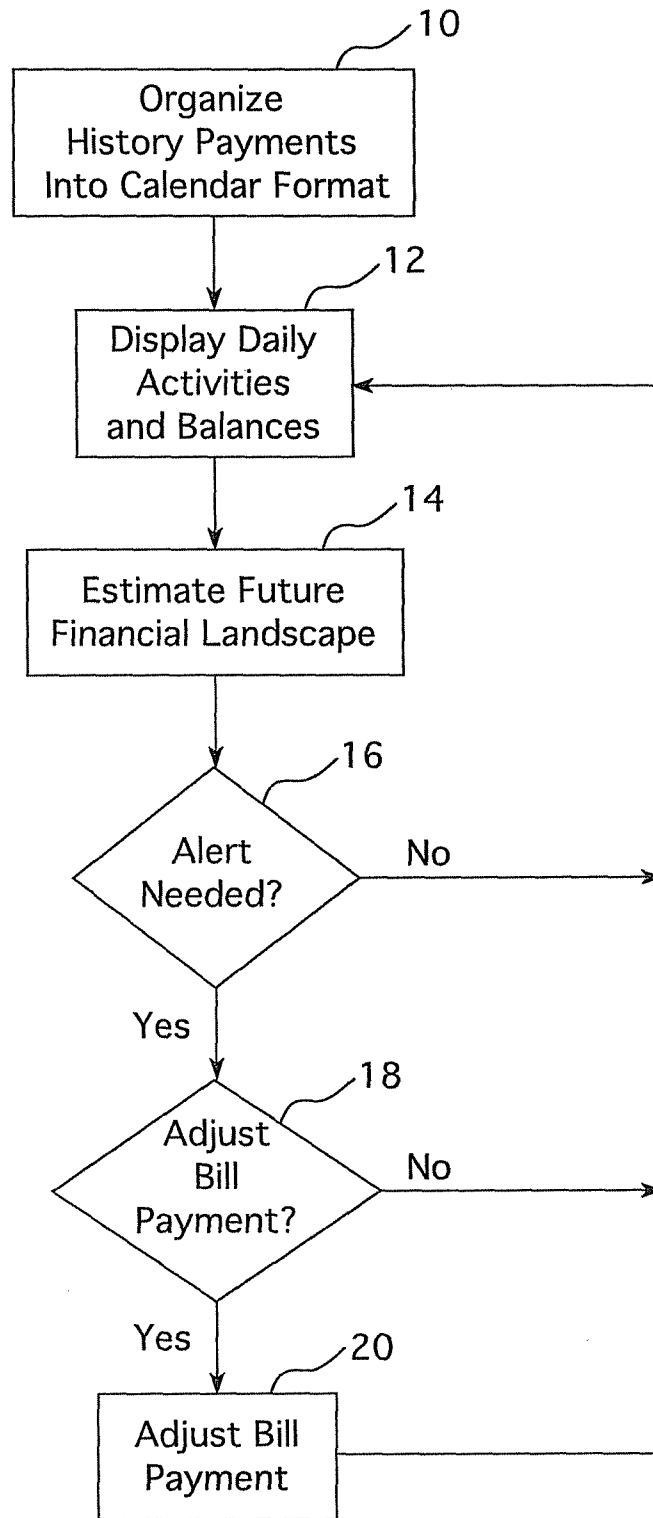 10
Organize
History Payments
Into Calendar Format
12
Display Daily
Activities
and Balances
14
Estimate Future
Financial Landscape
16
Alert
Needed?
No
Yes
18
Adjust
Bill
Payment?
No
Yes
20
Adjust Bill
Payment